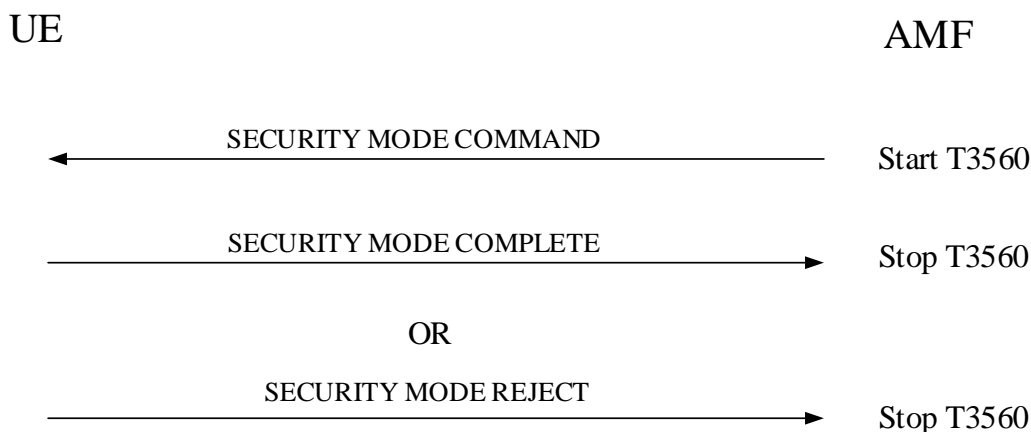 UE
AMF
SECURITY MODE COMMAND
Start T3560
SECURITY MODE COMPLETE
Stop T3560
OR
SECURITY MODE REJECT
Stop T3560